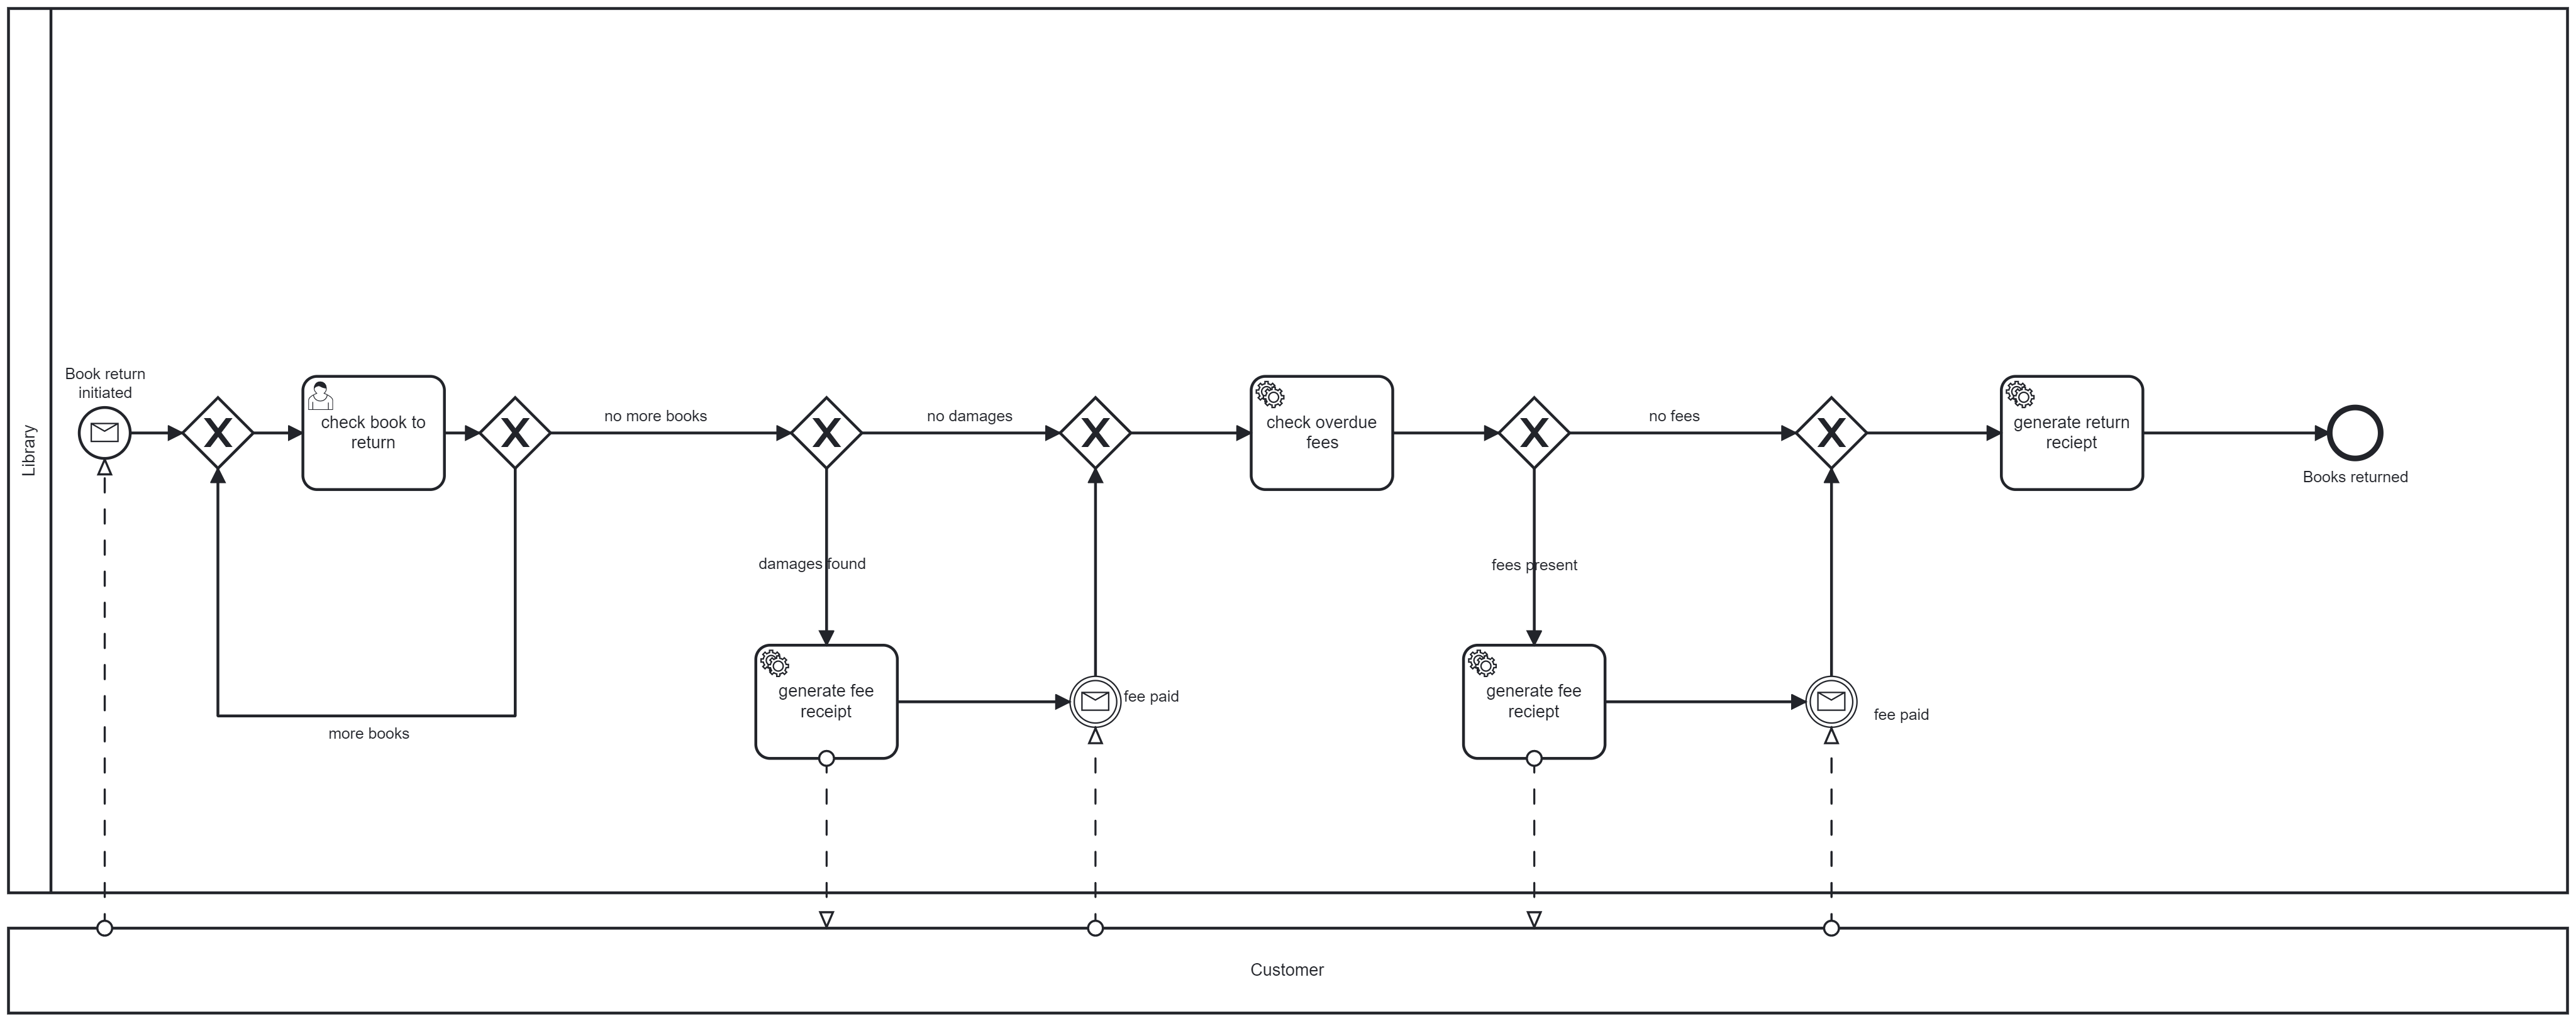 Library
Book return
initiated
check book to
return
more books
no more books
damages found
no damages
generate fee
receipt
fee paid
check overdue
fees
fees present
no fees
generate fee
reciept
fee paid
generate return
reciept
Books returned
Customer